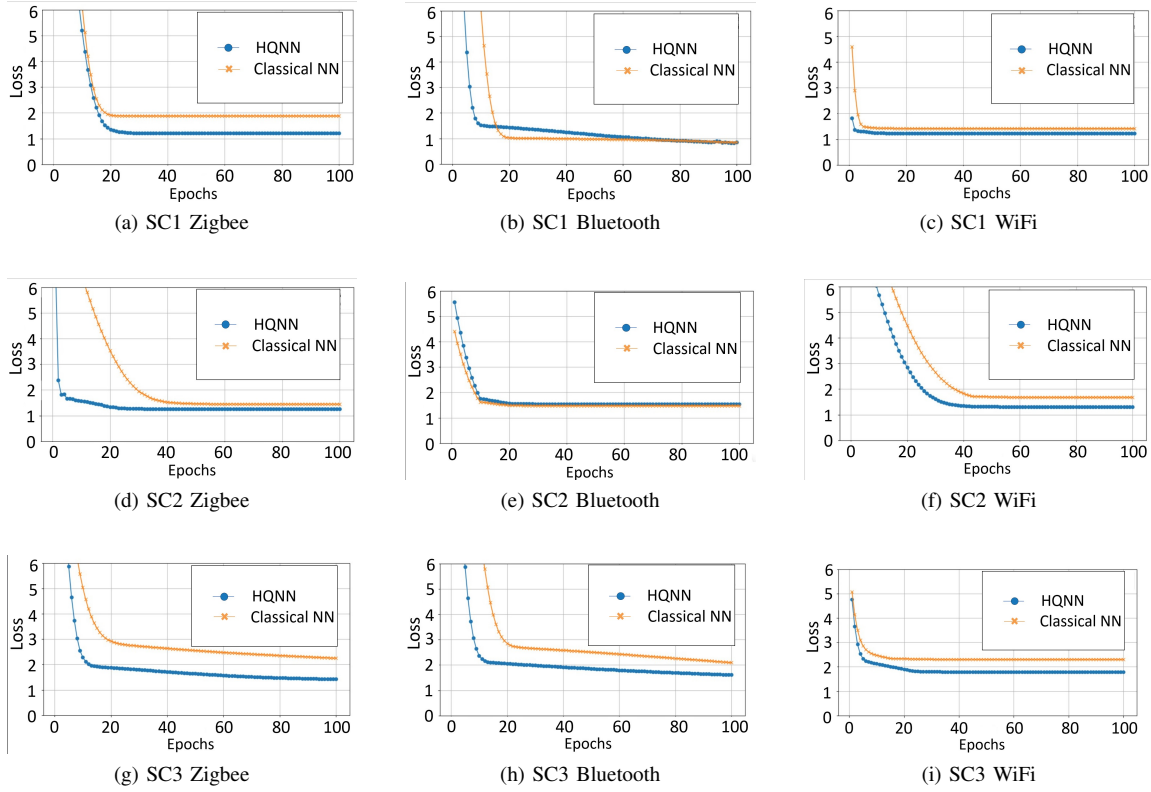 6
5
4
3
2
1
0
Loss
HQNN
Classical NN
0 20 40 60 80 100
Epochs
(a) SC1 Zigbee
6
5
4
3
2
1
0
Loss
HQNN
Classical NN
0 20 40 60 80 100
Epochs
(b) SC1 Bluetooth
6
5
4
3
2
1
0
Loss
HQNN
Classical NN
0 20 40 60 80 100
Epochs
(c) SC1 WiFi
6
5
4
3
2
1
0
Loss
HQNN
Classical NN
0 20 40 60 80 100
Epochs
(d) SC2 Zigbee
6
5
4
3
2
1
0
Loss
HQNN
Classical NN
0 20 40 60 80 100
Epochs
(e) SC2 Bluetooth
6
5
4
3
2
1
0
Loss
HQNN
Classical NN
0 20 40 60 80 100
Epochs
(f) SC2 WiFi
6
5
4
3
2
1
0
Loss
HQNN
Classical NN
0 20 40 60 80 100
Epochs
(g) SC3 Zigbee
6
5
4
3
2
1
0
Loss
HQNN
Classical NN
0 20 40 60 80 100
Epochs
(h) SC3 Bluetooth
6
5
4
3
2
1
0
Loss
HQNN
Classical NN
0 20 40 60 80 100
Epochs
(i) SC3 WiFi